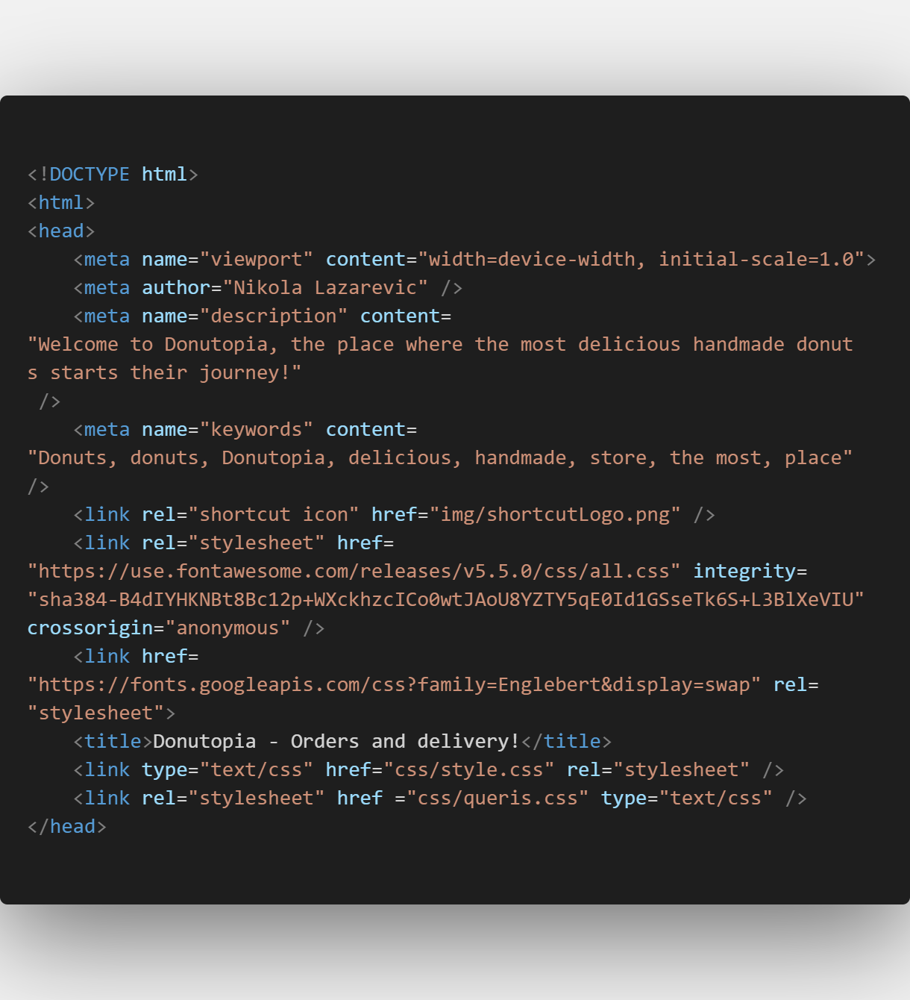 <!DOCTYPE html>
<html>
<head>
    <meta name="viewport" content="width=device-width, initial-scale=1.0">
    <meta author="Nikola Lazarevic" />
    <meta name="description" content=
"Welcome to Donutopia, the place where the most delicious handmade donut
s starts their journey!"
 />
    <meta name="keywords" content=
"Donuts, donuts, Donutopia, delicious, handmade, store, the most, place"
/>
    <link rel="shortcut icon" href="img/shortcutLogo.png" />
    <link rel="stylesheet" href=
"https://use.fontawesome.com/releases/v5.5.0/css/all.css" integrity=
"sha384-B4dIYHKNBt8Bc12p+WXckhzcICo0wtJAoU8YZTY5qE0Id1GSseTk6S+L3BlXeVIU"
crossorigin="anonymous" />
    <link href=
"https://fonts.googleapis.com/css?family=Englebert&display=swap" rel=
"stylesheet">
    <title>Donutopia - Orders and delivery!</title>
    <link type="text/css" href="css/style.css" rel="stylesheet" />
    <link rel="stylesheet" href ="css/queris.css" type="text/css" />
</head>